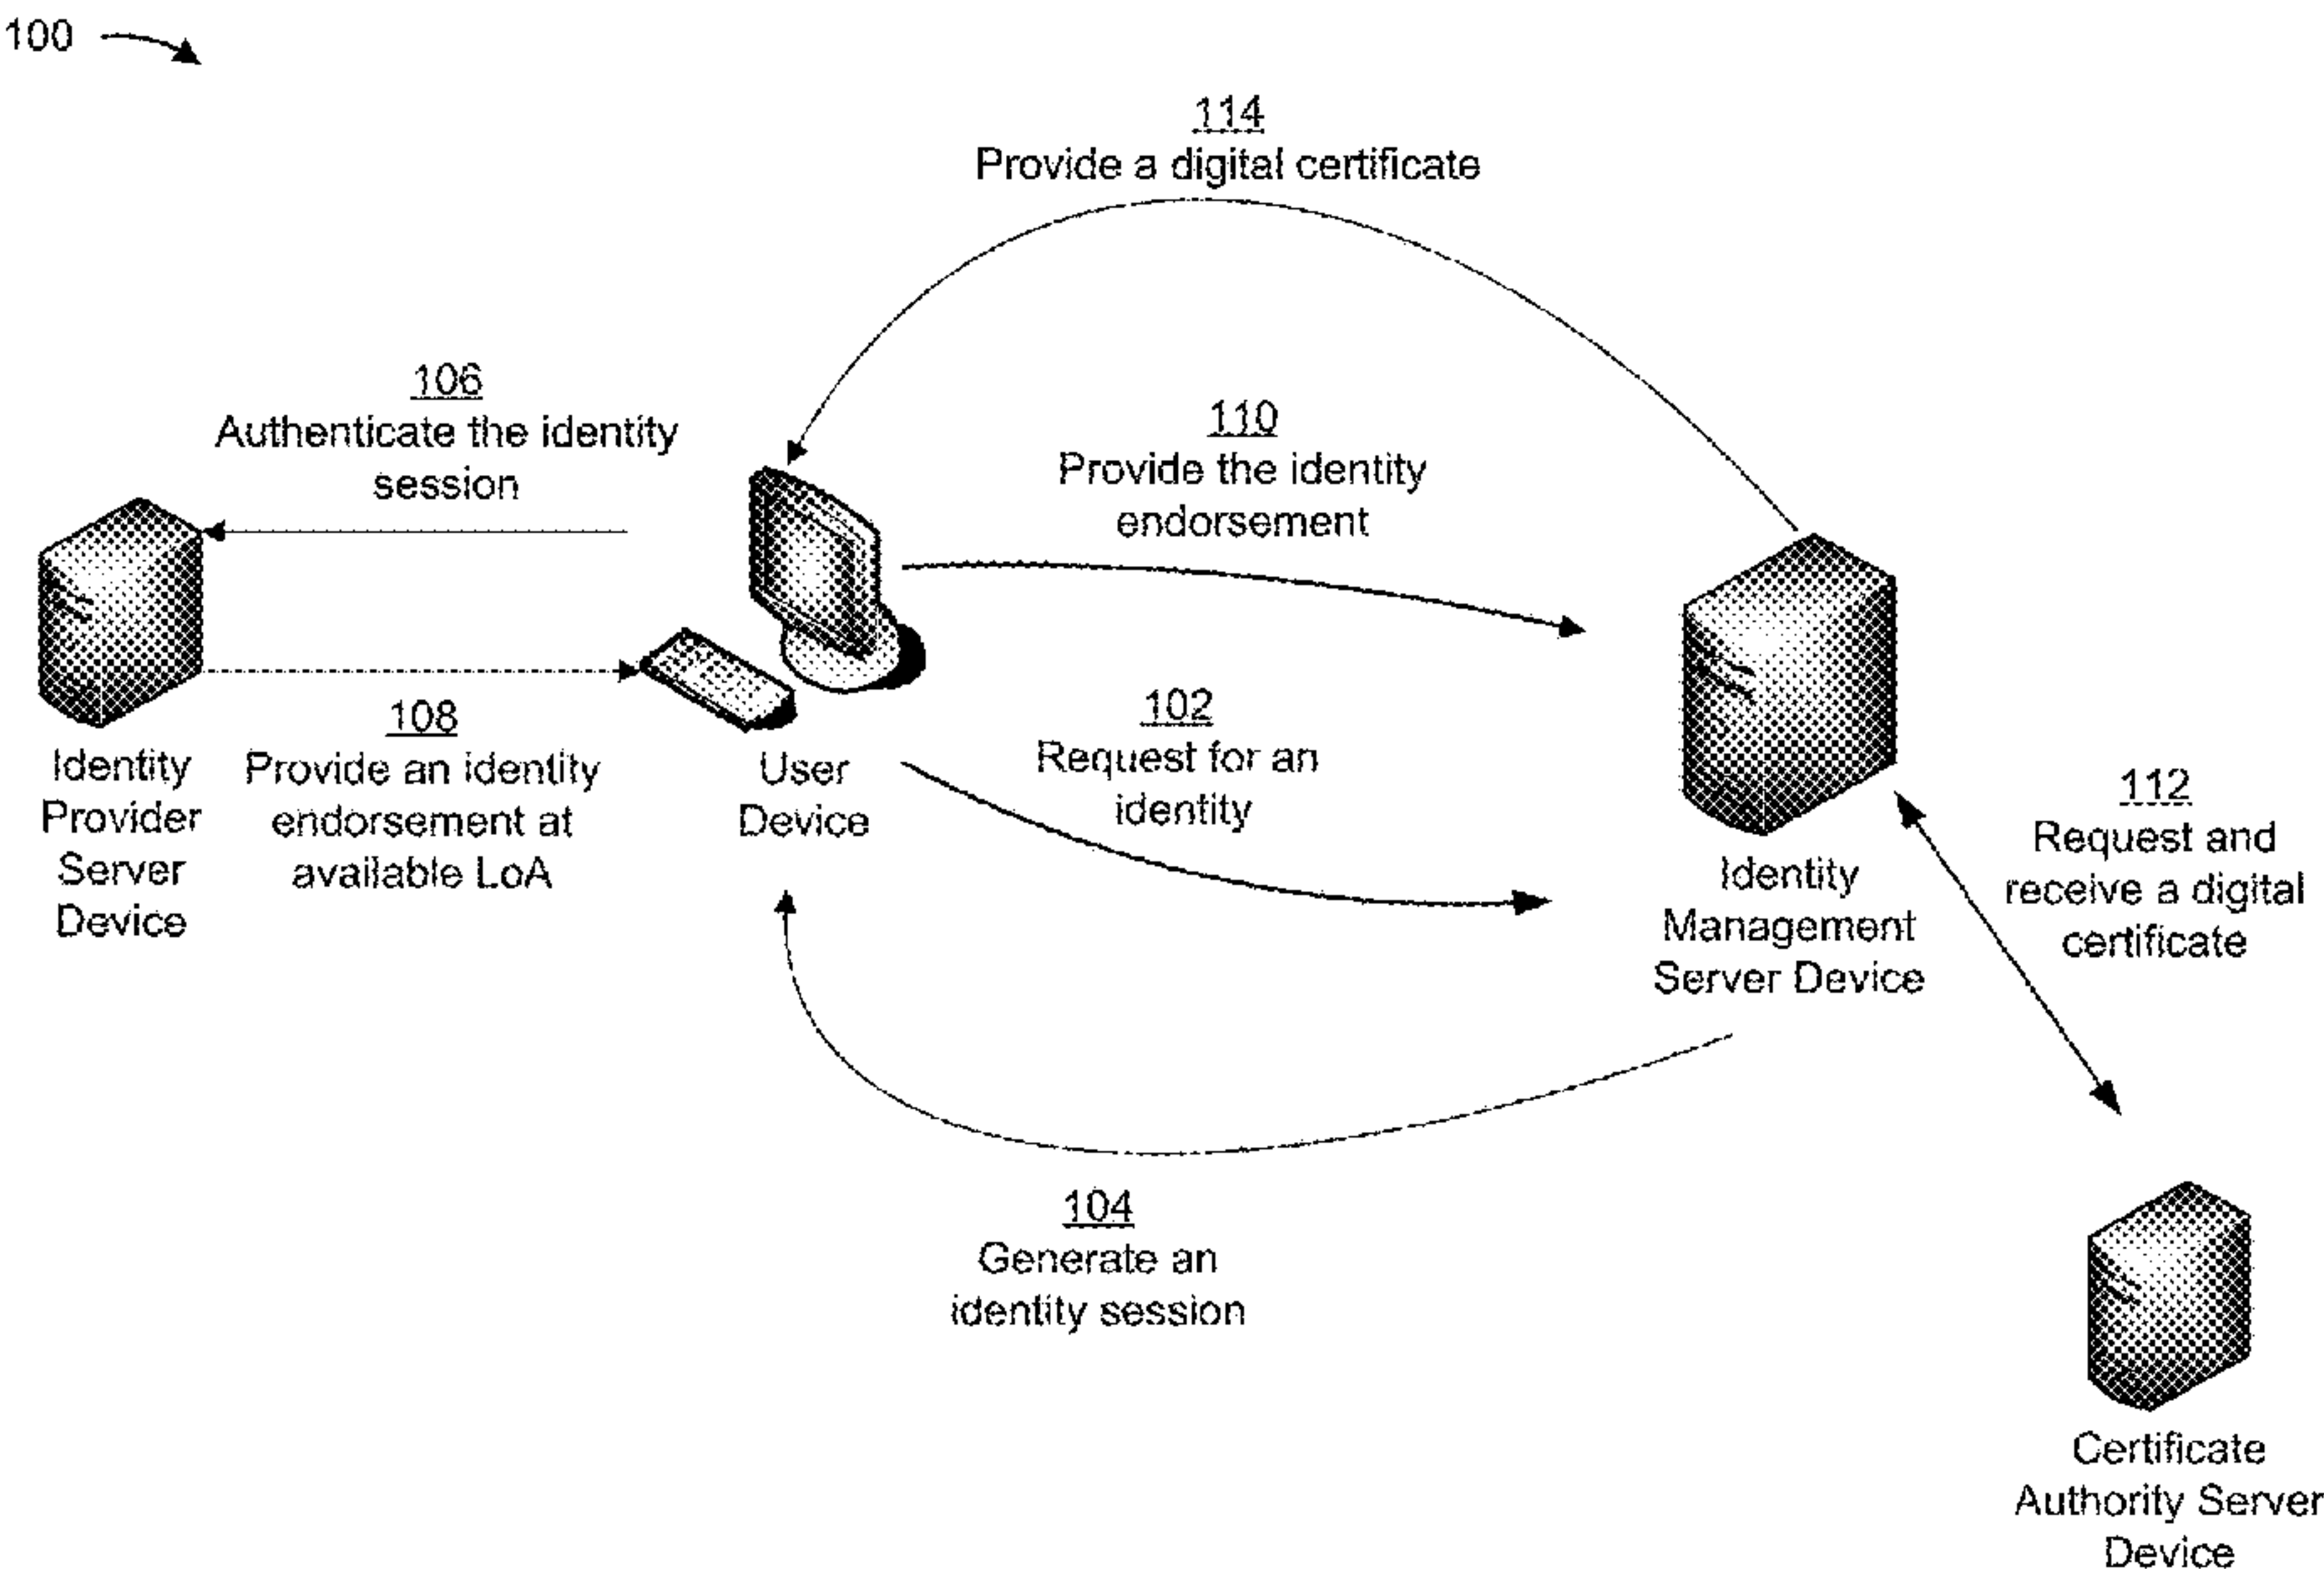 100
114
Provide a digital certificate
106
Authenticate the identity
session
110
Provide the identity
endorsement
108
Provide an identity
endorsement at
available LoA
102
Request for an
identity
Identity
Provider
Server
Device
User
Device
Identity
Management
Server Device
112
Request and
receive a digital
certificate
104
Generate an
identity session
Certificate
Authority Server
Device